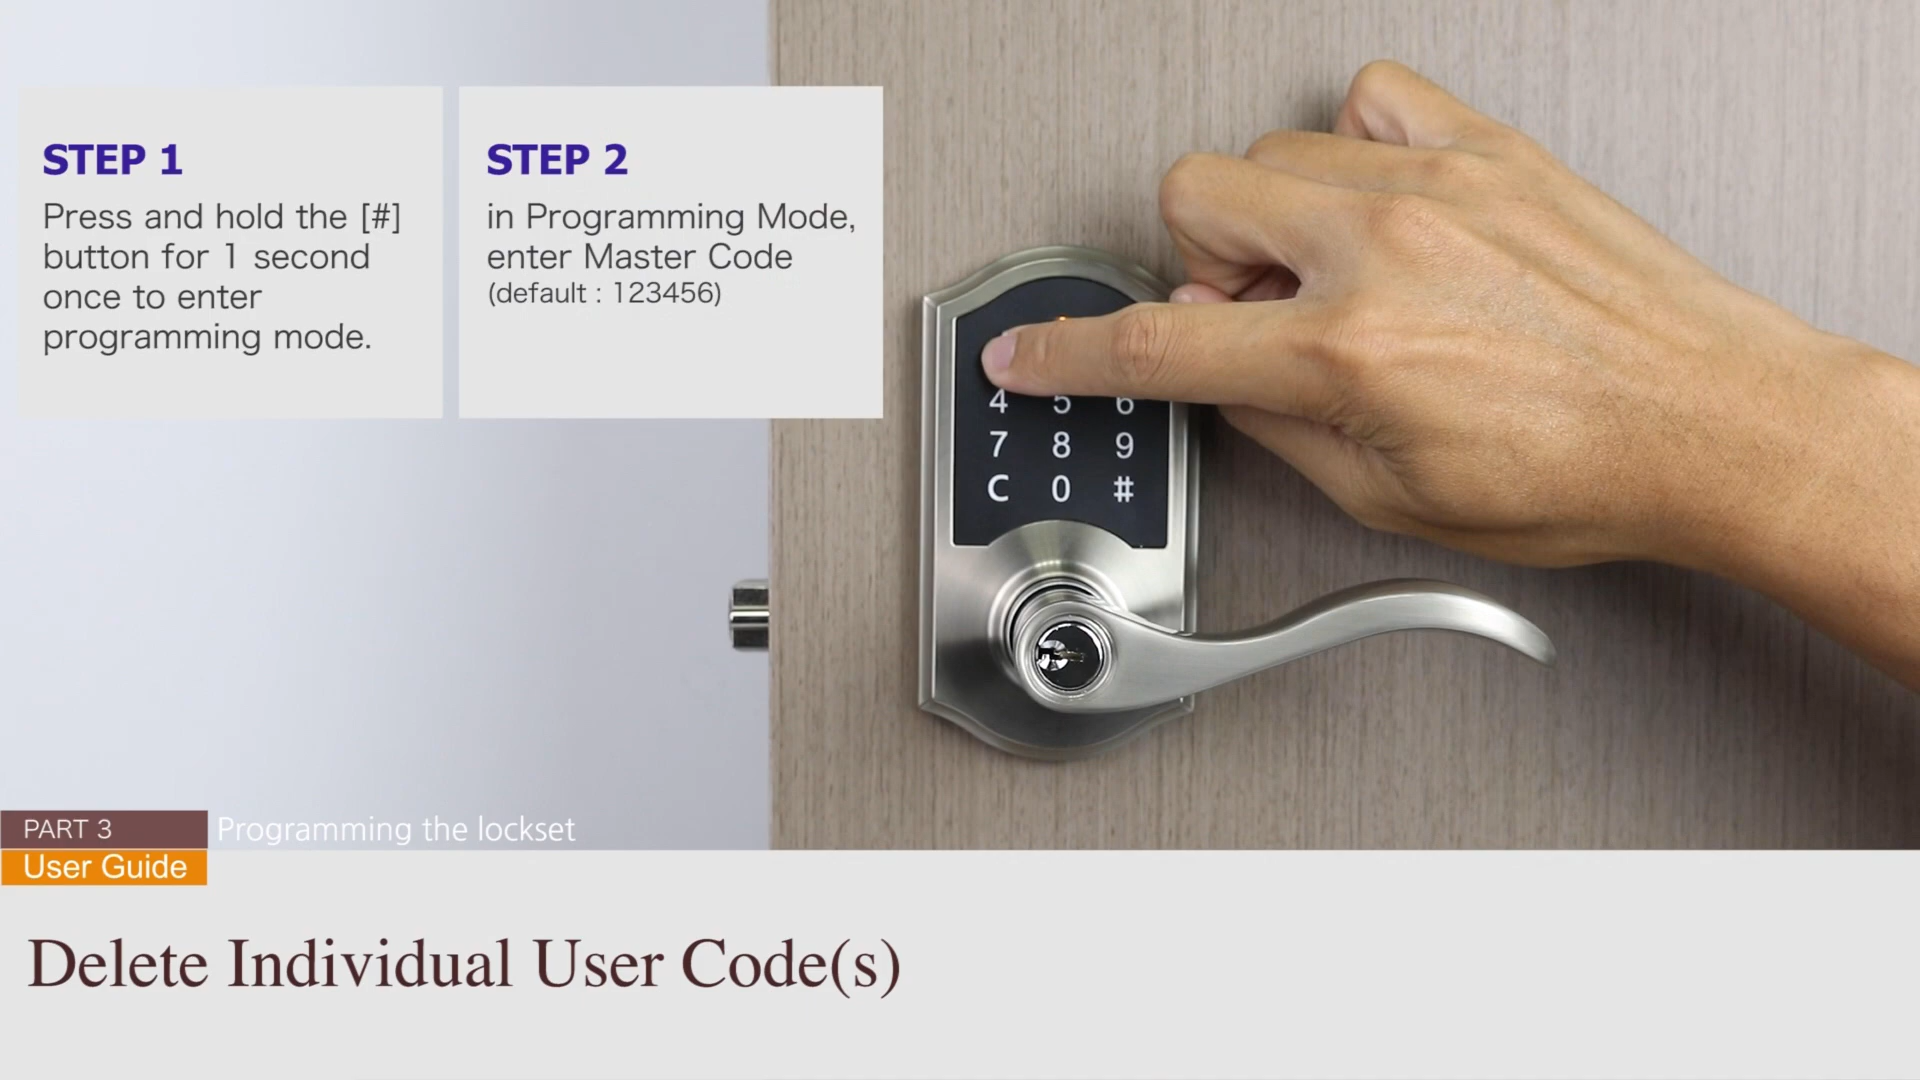 STEP 1
Press and hold the [#]
button for 1 second
once to enter
programming mode.
STEP 2
in Programming Mode,
enter Master Code
(default : 123456)
4 5 6
7 8 9
C 0 #
PART 3
Programming the lockset
User Guide
Delete Individual User Code(s)